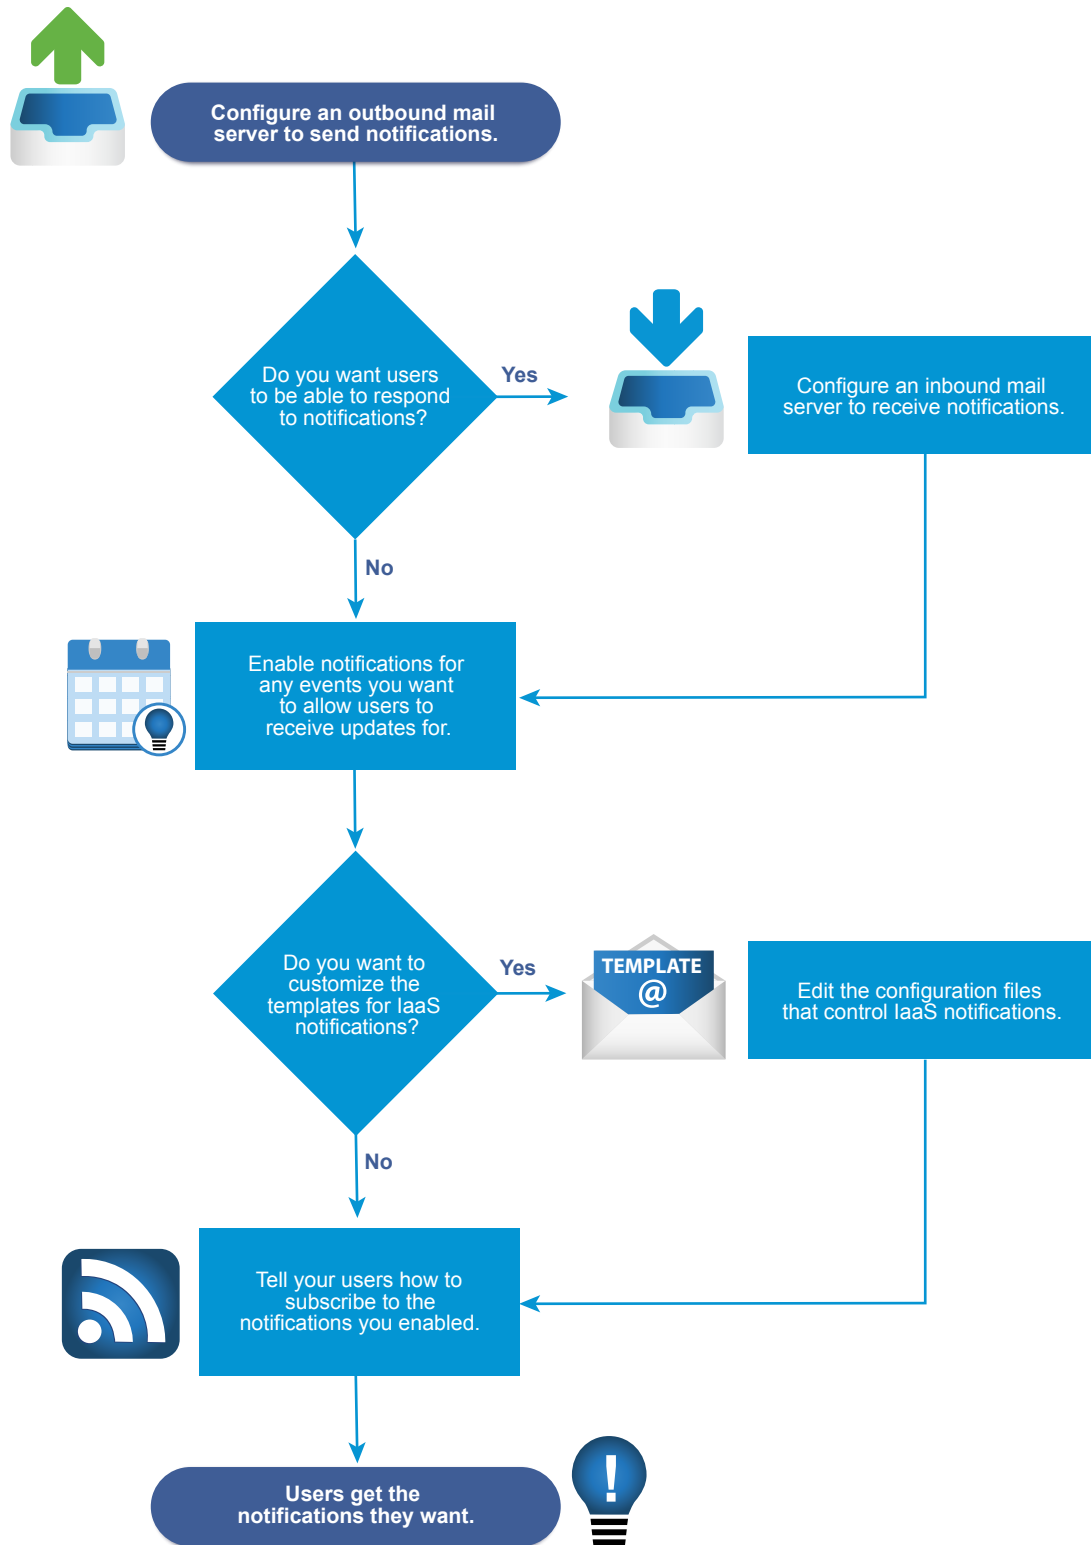 Configure an outbound mail
server to send notifications.
Do you want users
to be able to respond
to notifications?
Yes
Configure an inbound mail
server to receive notifications.
No
Enable notifications for
any events you want
to allow users to
receive updates for.
Do you want to
customize the
templates for IaaS
notifications?
Yes
TEMPLATE
@
Edit the configuration files
that control IaaS notifications.
No
Tell your users how to
subscribe to the
notifications you enabled.
Users get the
notifications they want.
!